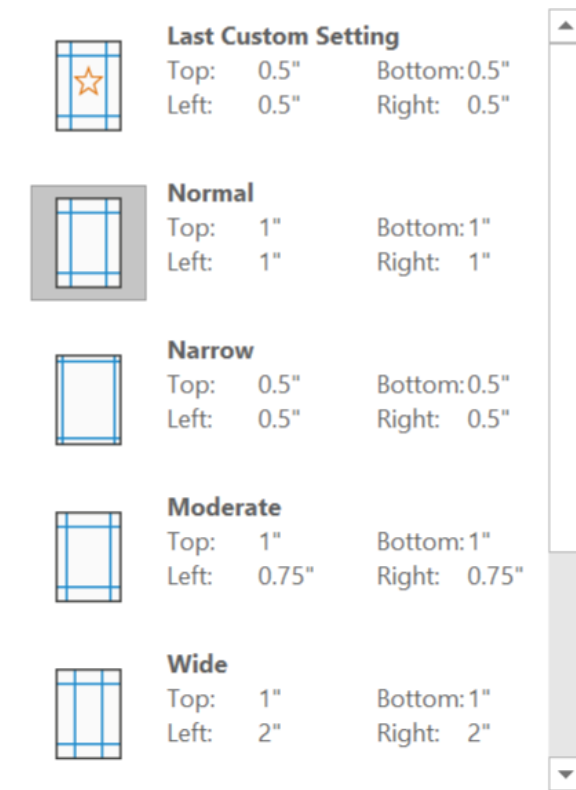 Last Custom Setting
Top: 0.5" Bottom: 0.5"
Left: 0.5" Right: 0.5"
Normal
Top: 1" Bottom: 1"
Left: 1" Right: 1"
Narrow
Top: 0.5" Bottom: 0.5"
Left: 0.5" Right: 0.5"
Moderate
Top: 1" Bottom: 1"
Left: 0.75" Right: 0.75"
Wide
Top: 1" Bottom: 1"
Left: 2" Right: 2"